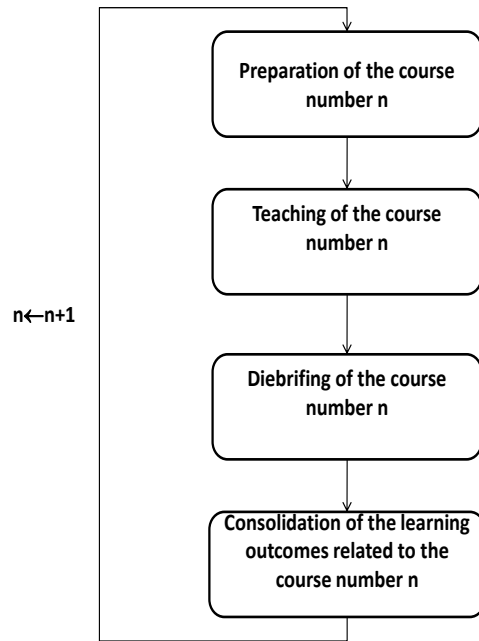 Preparation of the course
number n
Teaching of the course
number n
n←n+1
Diebrifing of the course
number n
Consolidation of the learning
outcomes related to the
course number n